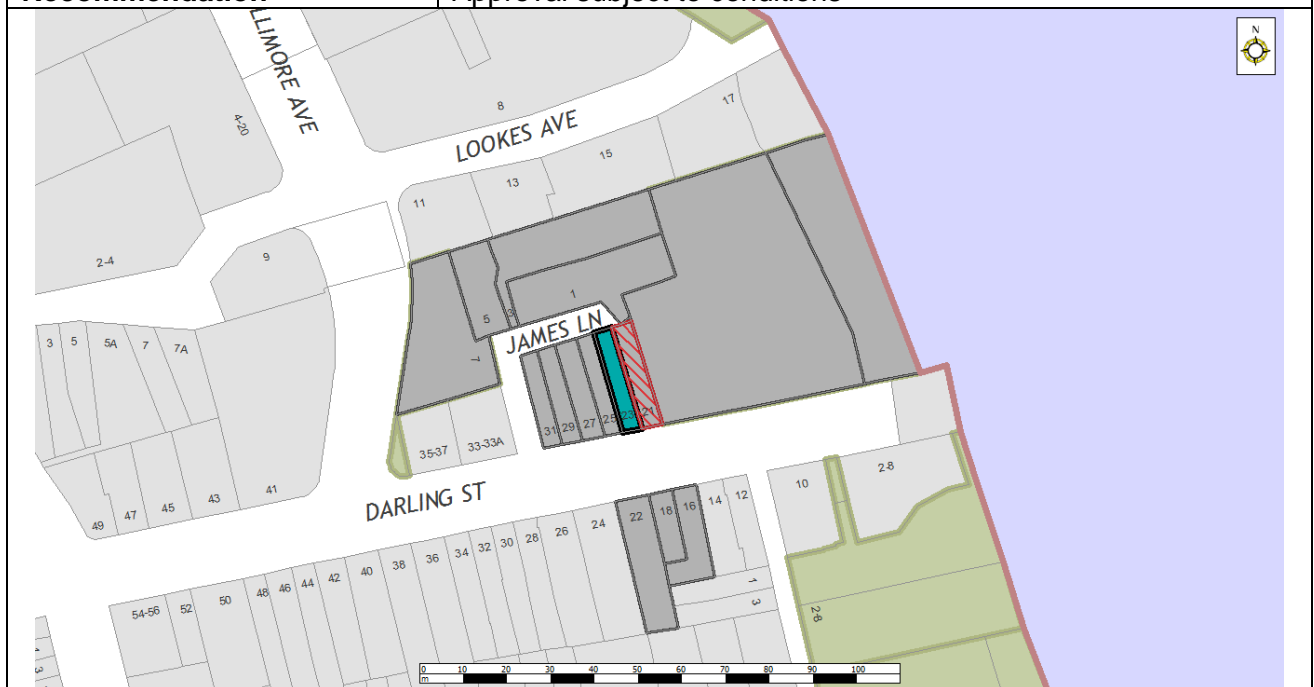 Recommendation Approval subject to conditions
N
LLIMORE AVE
4-20
8
17
LOOKES AVE
15
13
11
2-4
9
1
3 5 5A 7 7A
5
JAMES LN
7
31 29 27 25 23 21
35-37 33-33A
49 47 45 43 41
DARLING ST
2-8
10
22 18 16 14 12
54-56 52 50 48 46 44 42 40 38 36 34 32 30 28 26 24
1
3
2-8
3
0 10 20 30 40 50 60 70 80 90 100
m